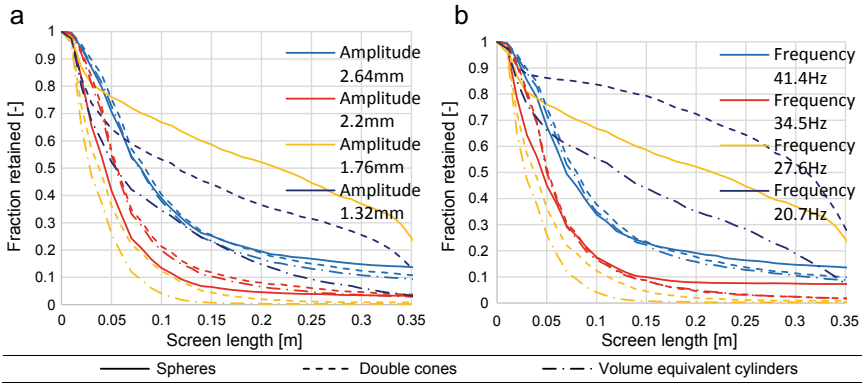 a
Fraction retained [-]
1
0.9
0.8
0.7
0.6
0.5
0.4
0.3
0.2
0.1
0
0 0.05 0.1 0.15 0.2 0.25 0.3 0.35
Screen length [m]
Amplitude
2.64mm
Amplitude
2.2mm
Amplitude
1.76mm
Amplitude
1.32mm
b
Fraction retained [-]
1
0.9
0.8
0.7
0.6
0.5
0.4
0.3
0.2
0.1
0
0 0.05 0.1 0.15 0.2 0.25 0.3 0.35
Screen length [m]
Frequency
41.4Hz
Frequency
34.5Hz
Frequency
27.6Hz
Frequency
20.7Hz
Spheres Double cones Volume equivalent cylinders